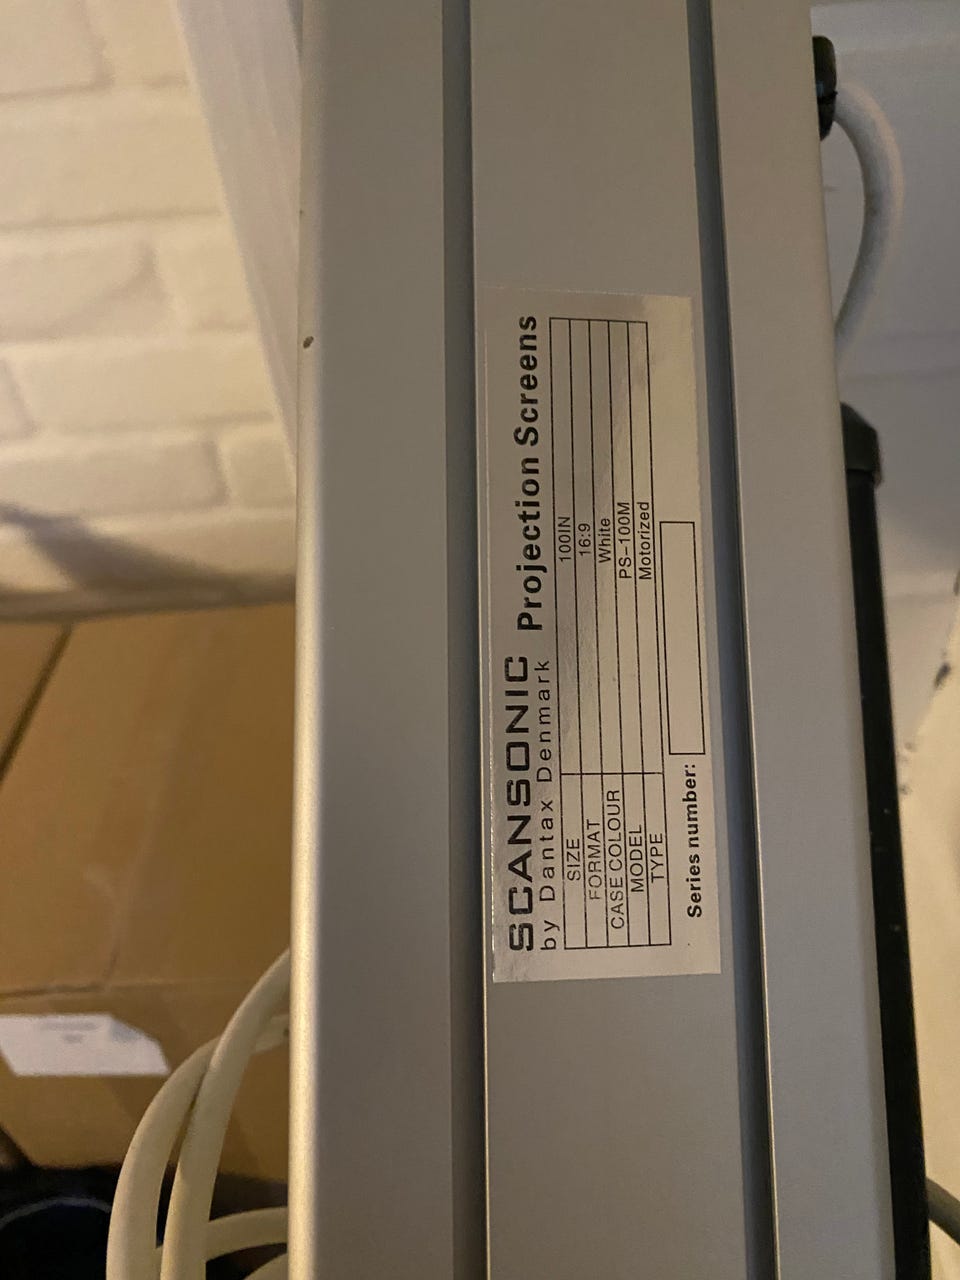 SCANSONIC Projection Screens
by Dantax Denmark
SIZE 100IN
FORMAT 16:9
CASE COLOUR White
MODEL PS-100M
TYPE Motorized
Series number: